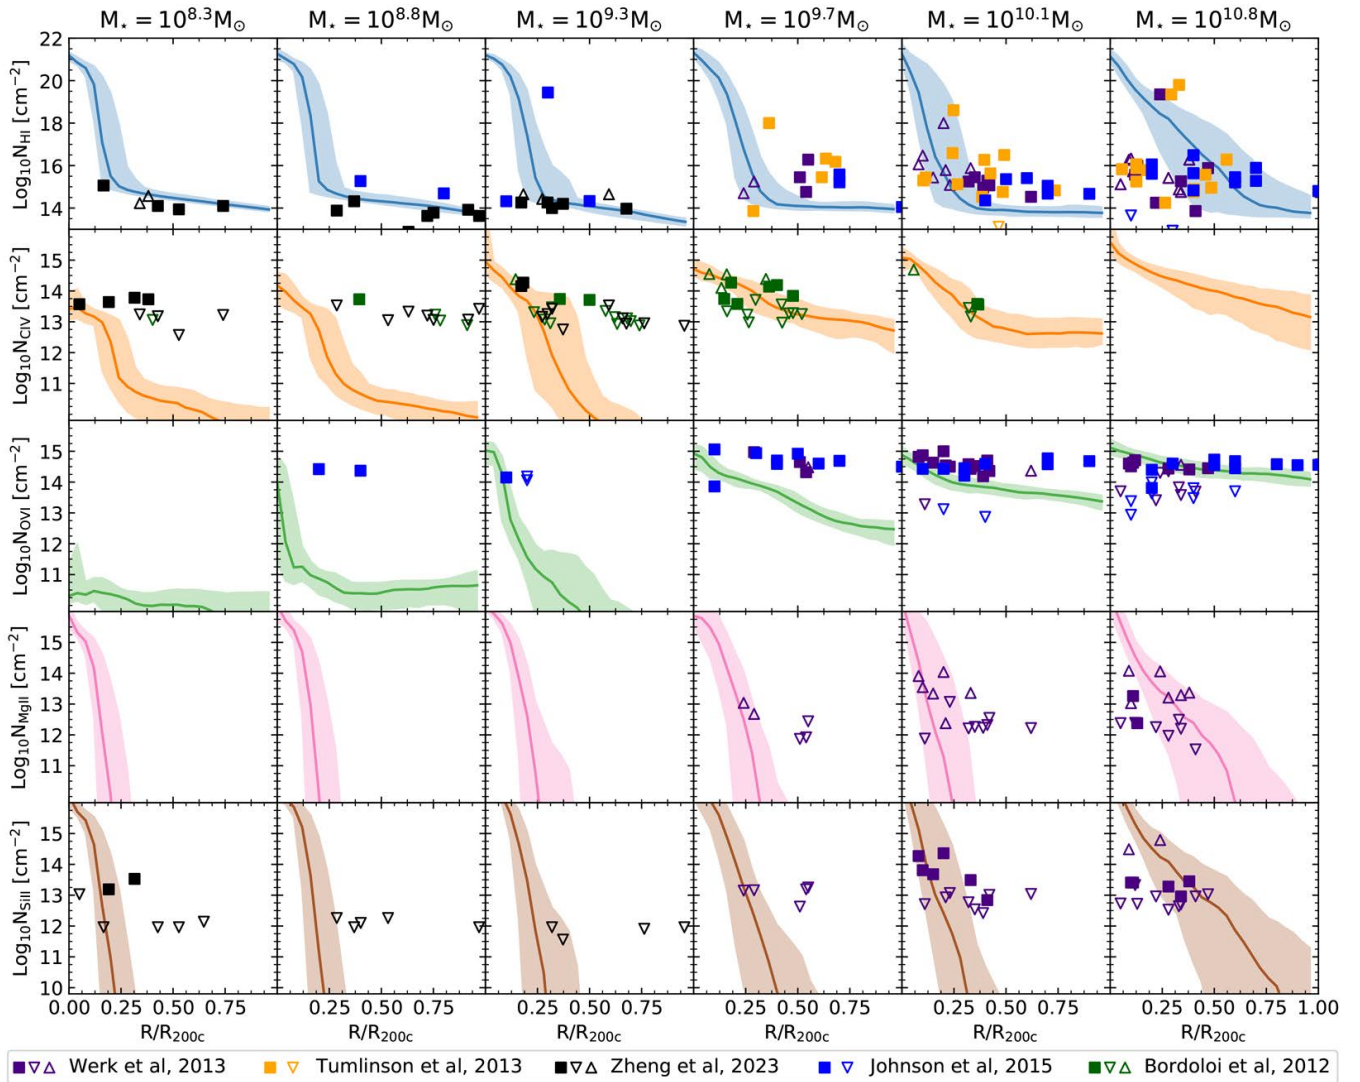 M⋆ = 10^8.3 M⊙ M⋆ = 10^8.8 M⊙ M⋆ = 10^9.3 M⊙ M⋆ = 10^9.7 M⊙ M⋆ = 10^10.1 M⊙ M⋆ = 10^10.8 M⊙
Log₁₀N_HI [cm⁻²]
22
20
18
16
14
Log₁₀N_CIV [cm⁻²]
15
14
13
12
11
Log₁₀N_OVI [cm⁻²]
15
14
13
12
11
Log₁₀N_MgII [cm⁻²]
15
14
13
12
11
Log₁₀N_SiII [cm⁻²]
15
14
13
12
11
10
0.00 0.25 0.50 0.75 0.25 0.50 0.75 0.25 0.50 0.75 0.25 0.50 0.75 0.25 0.50 0.75 0.25 0.50 0.75 1.00
R/R₂₀₀c R/R₂₀₀c R/R₂₀₀c R/R₂₀₀c R/R₂₀₀c R/R₂₀₀c
Werk et al, 2013 Tumlinson et al, 2013 Zheng et al, 2023 Johnson et al, 2015 Bordoloi et al, 2012